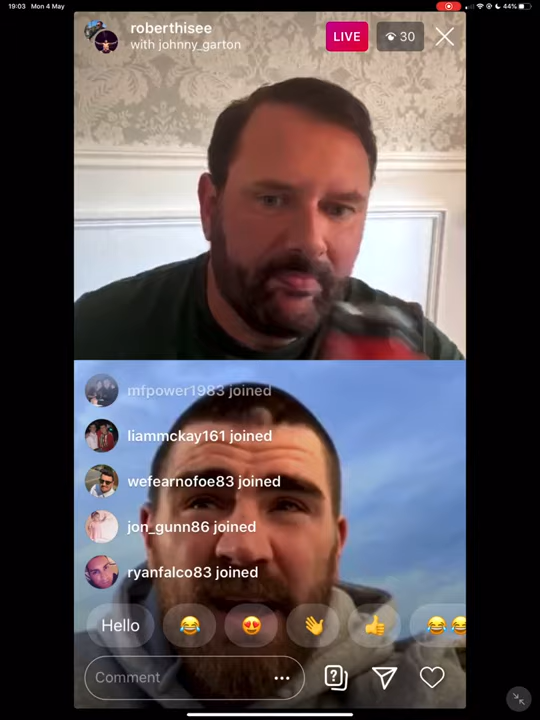 19:03 Mon 4 May
44%
roberthisee
with johnny_garton
LIVE
30
mfpower1983 joined
liammckay161 joined
wefearnofoe83 joined
jon_gunn86 joined
ryanfalco83 joined
Hello
Comment